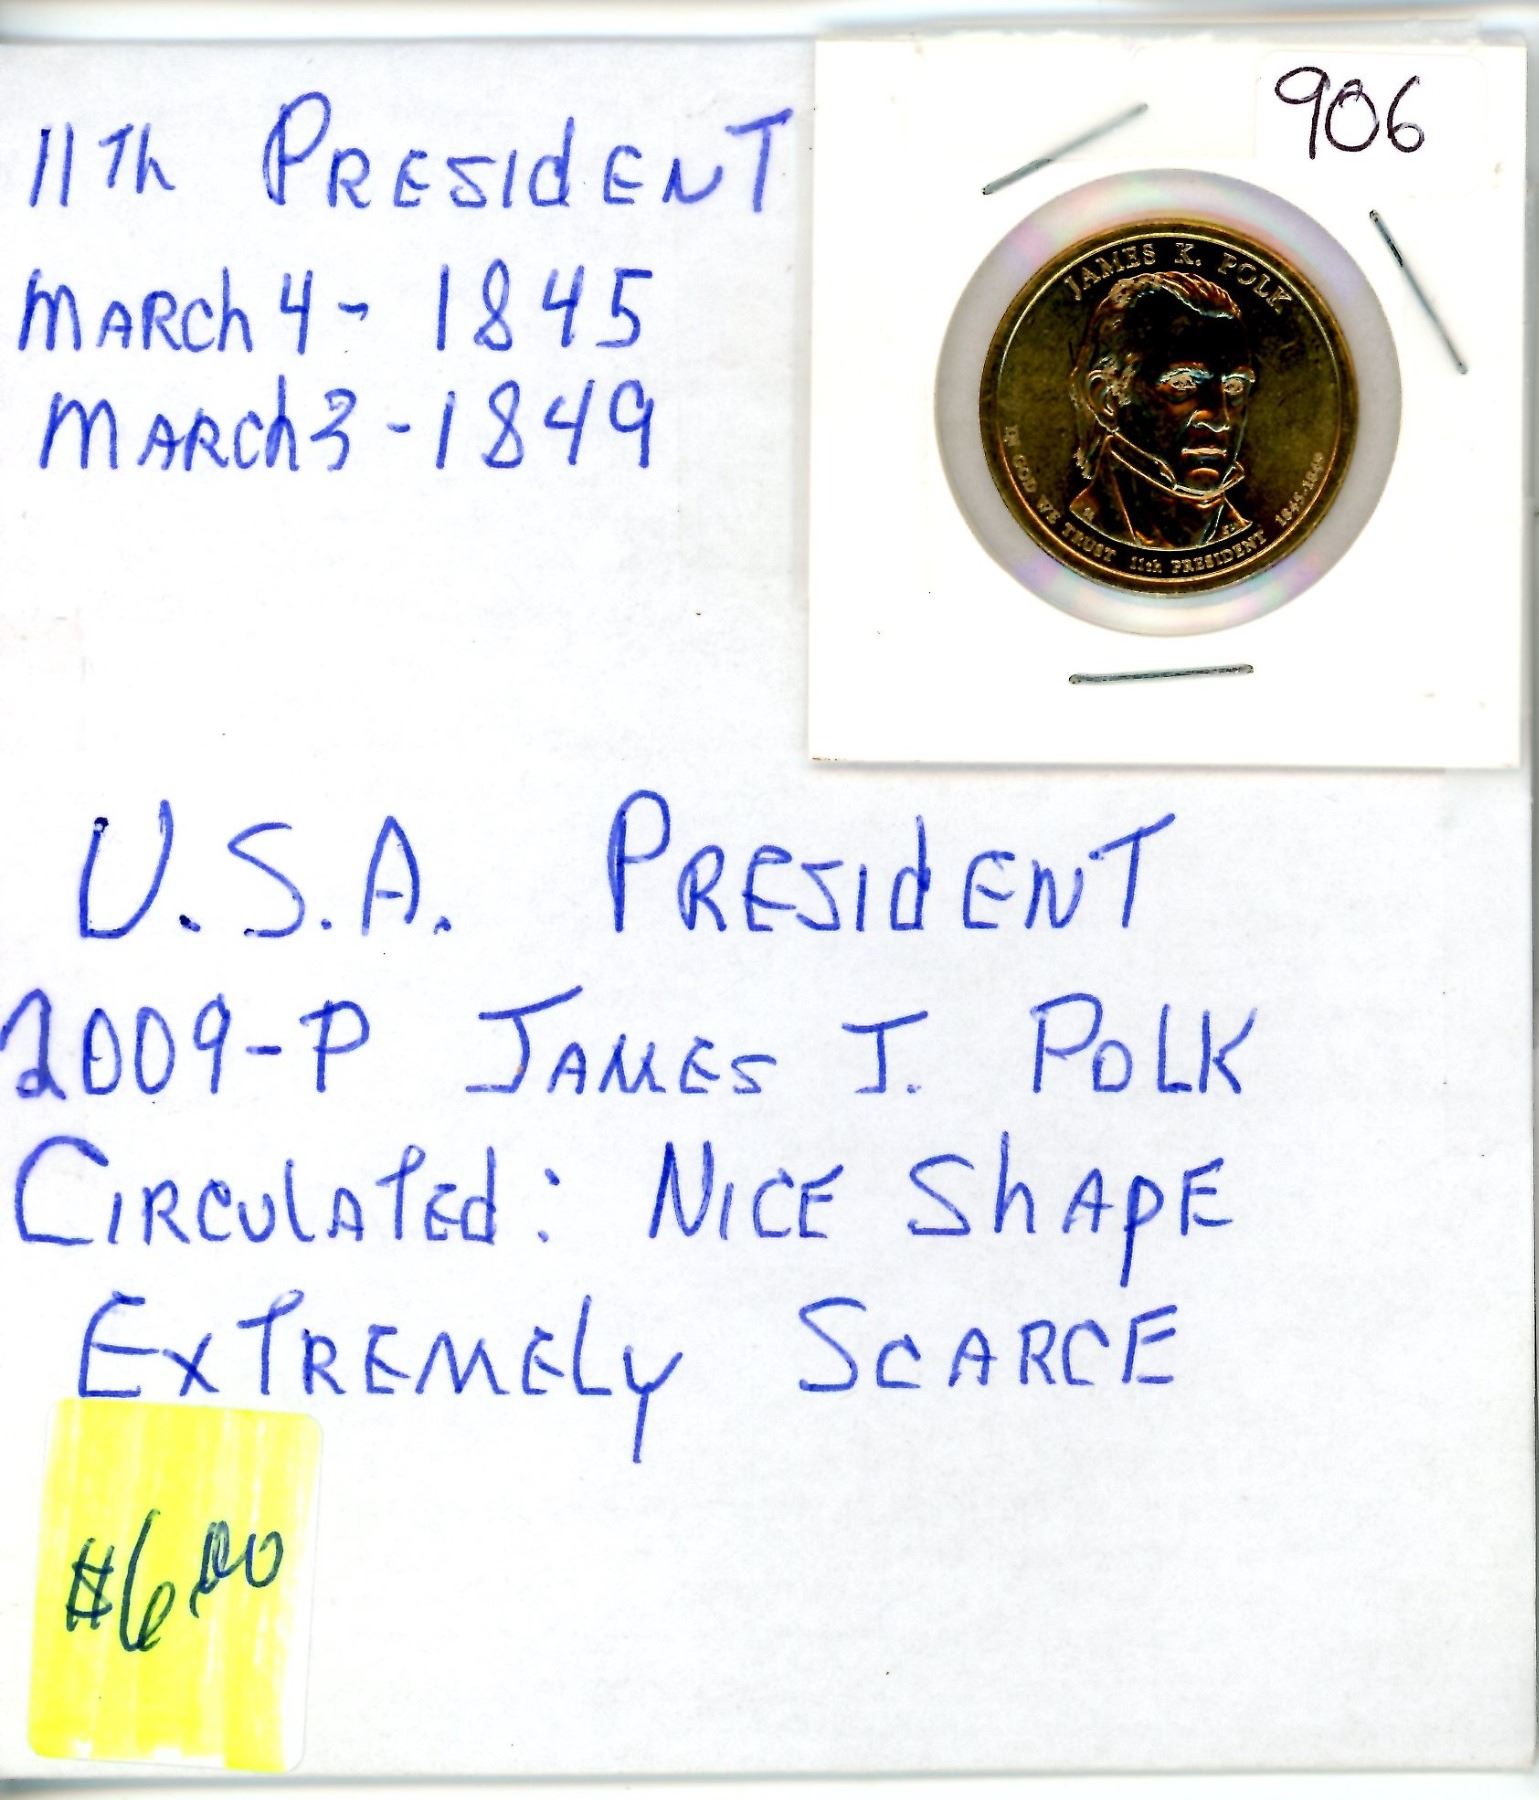 11Th PRESIdENT
MARch 4 - 1845
MARch 3 - 1849
906
JAMES K. POLK
IN GOD WE TRUST 11th PRESIDENT 1845-1849
U.S.A. PRESIdENT
2009-P JAMES J. POLK
CIRCulATEd: NICE ShApE
ExTREMEly SCARCE
$6.00